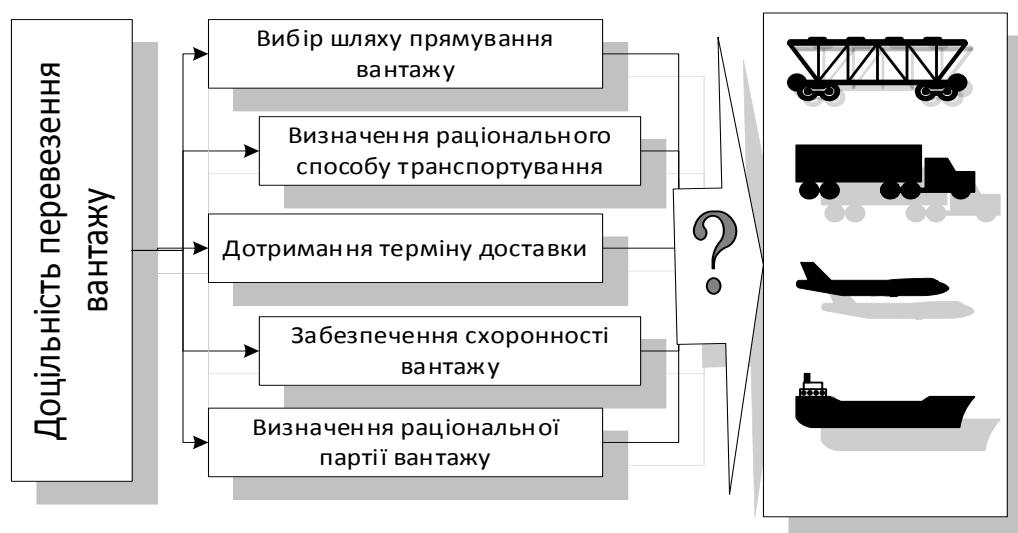 Доцільність перевезення
вантажу
Вибір шляху прямування
вантажу
Визначення раціонального
способу транспортування
Дотримання терміну доставки
Забезпечення схоронності
вантажу
Визначення раціональної
партії вантажу
?